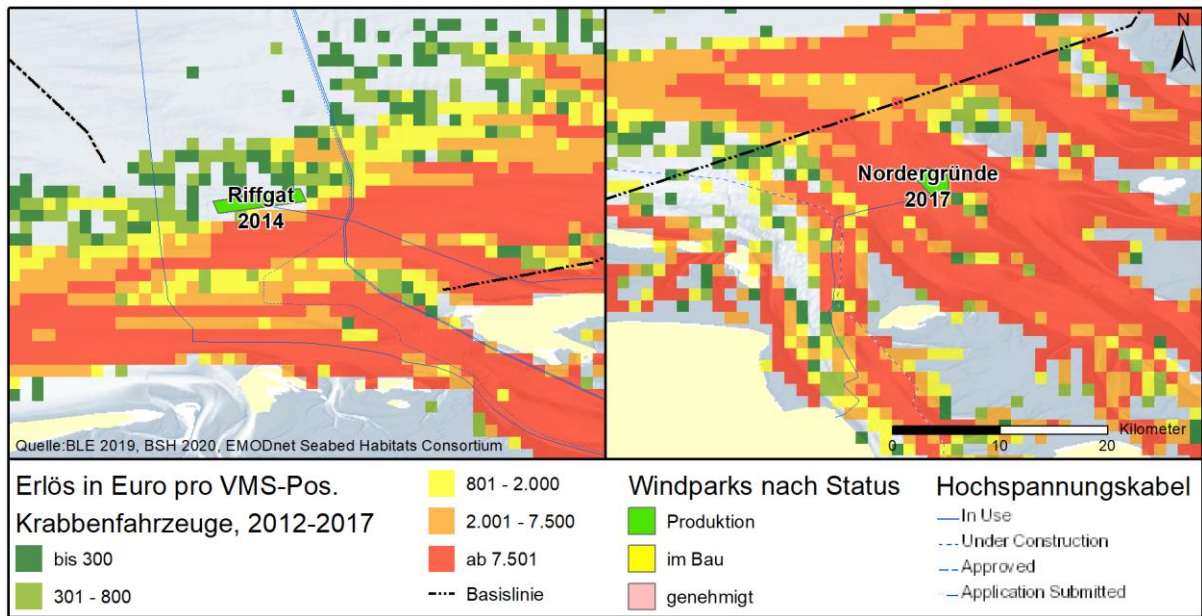 N
Riffgat
2014
Nordergründe
2017
Quelle:BLE 2019, BSH 2020, EMODnet Seabed Habitats Consortium
Kilometer
0 10 20
Erlös in Euro pro VMS-Pos.
Krabbenfahrzeuge, 2012-2017
bis 300
301 - 800
801 - 2.000
2.001 - 7.500
ab 7.501
Basislinie
Windparks nach Status
Produktion
im Bau
genehmigt
Hochspannungskabel
In Use
Under Construction
Approved
Application Submitted